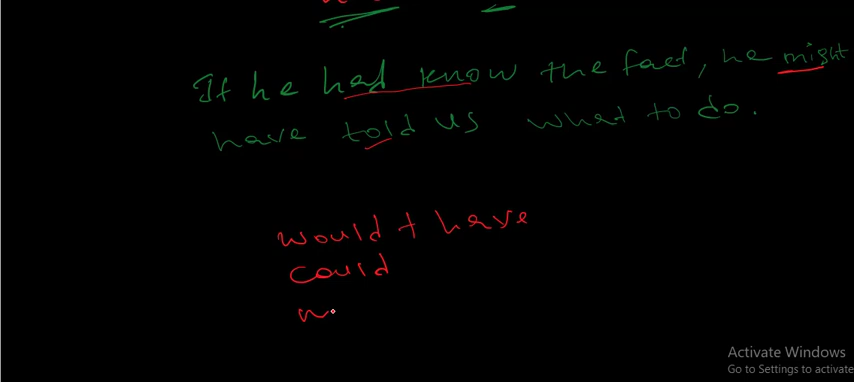 If he had know the fact, he might
have told us what to do.
would + have
could
Activate Windows
Go to Settings to activate